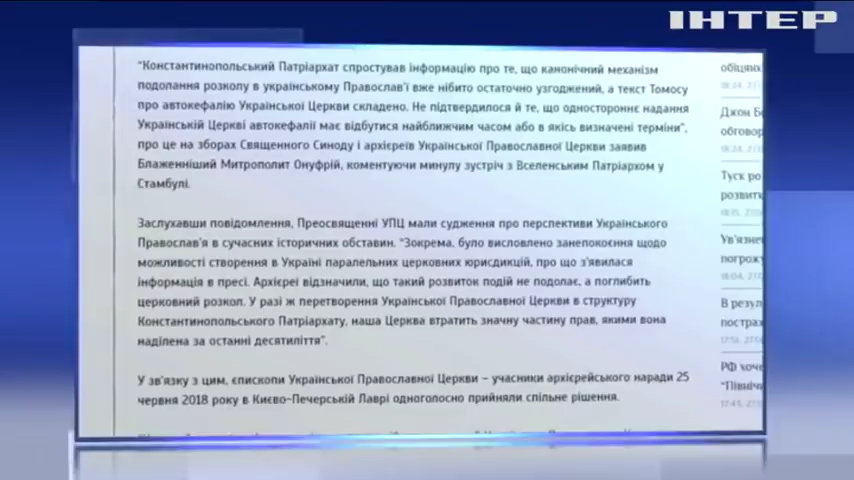 ІНТЕР
"Константинопольський Патріархат спростував інформацію про те, що канонічний механізм
подолання розколу в українському Православ'ї вже нібито остаточно узгоджений, а текст Томосу
про автокефалію Української Церкви складено. Не підтвердилося й те, що одностороннє надання
Українській Церкві автокефалії має відбутися найближчим часом або в якісь визначені терміни",
про це на зборах Священного Синоду і архієреїв Української Православної Церкви заявив
Блаженніший Митрополит Онуфрій, коментуючи минулу зустріч з Вселенським Патріархом у
Стамбулі.
Заслухавши повідомлення, Преосвященні УПЦ мали судження про перспективи Українського
Православ'я в сучасних історичних обставин. "Зокрема, було висловлено занепокоєння щодо
можливості створення в Україні паралельних церковних юрисдикцій, про що з'явилася
інформація в пресі. Архієреї відзначили, що такий розвиток подій не подолає, а поглибить
церковний розкол. У разі ж перетворення Української Православної Церкви в структуру
Константинопольського Патріархату, наша Церква втратить значну частину прав, якими вона
наділена за останні десятиліття".
У зв'язку з цим, єпископи Української Православної Церкви – учасники архієрейського наради 25
червня 2018 року в Києво-Печерській Лаврі одноголосно прийняли спільне рішення.
обіцяю
Джон Бо
обговор
Туск ро
розвитк
Ув'язне
погрожу
В резул
пострах
РФ хоче
"Північн